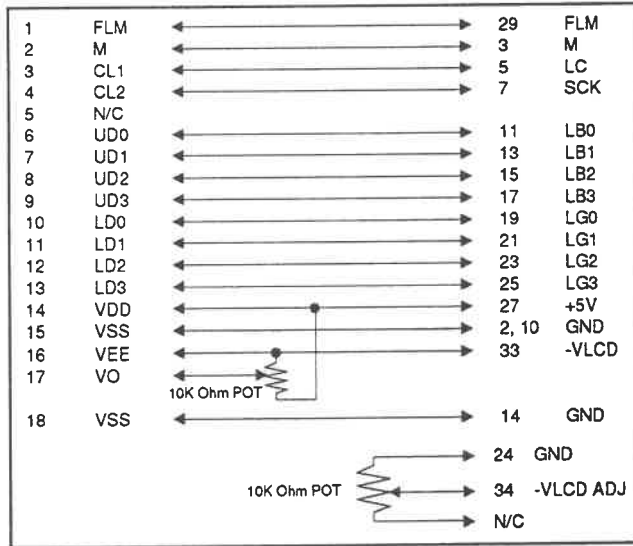 1 FLM 29 FLM
2 M 3 M
3 CL1 5 LC
4 CL2 7 SCK
5 N/C
6 UD0 11 LB0
7 UD1 13 LB1
8 UD2 15 LB2
9 UD3 17 LB3
10 LD0 19 LG0
11 LD1 21 LG1
12 LD2 23 LG2
13 LD3 25 LG3
14 VDD 27 +5V
15 VSS 2, 10 GND
16 VEE 33 -VLCD
17 VO 10K Ohm POT
18 VSS 14 GND
24 GND
10K Ohm POT 34 -VLCD ADJ
N/C